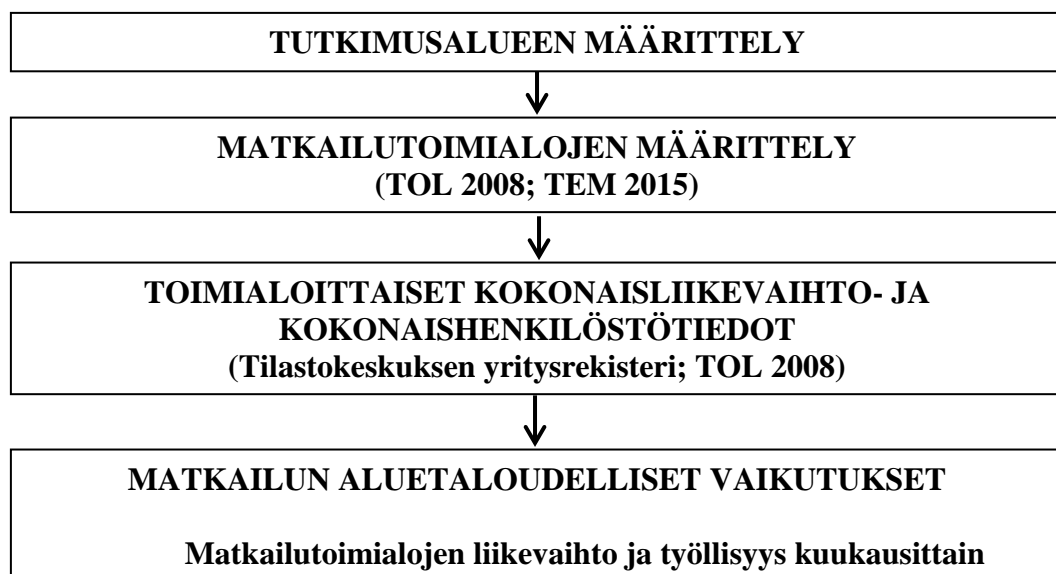 TUTKIMUSALUEEN MÄÄRITTELY
MATKAILUTOIMIALOJEN MÄÄRITTELY
(TOL 2008; TEM 2015)
TOIMIALOITTAISET KOKONAISLIIKEVAIHTO- JA
KOKONAISHENKILÖSTÖTIEDOT
(Tilastokeskuksen yritysrekisteri; TOL 2008)
MATKAILUN ALUETALOUDELLISET VAIKUTUKSET
Matkailutoimialojen liikevaihto ja työllisyys kuukausittain